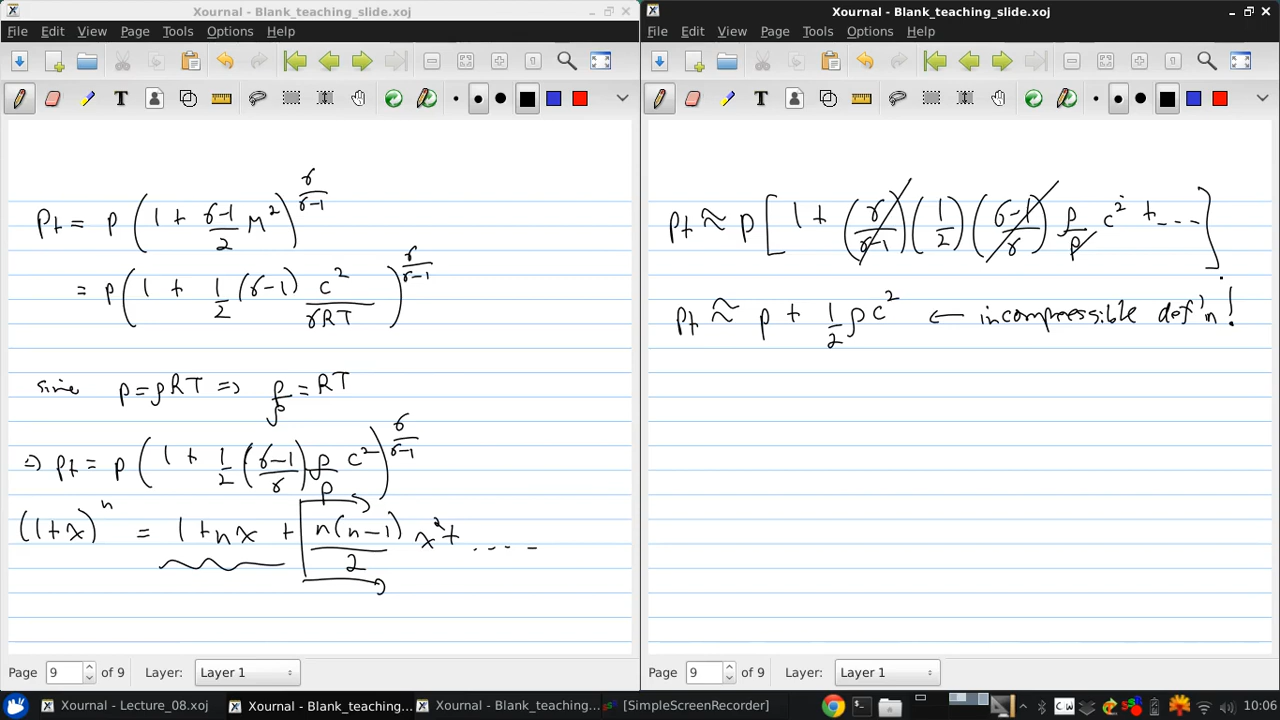 Xournal - Blank_teaching_slide.xoj
File Edit View Page Tools Options Help
Pt = p (1 + γ-1/2 M²)^γ/γ-1
= p (1 + 1/2 (γ-1) c²/γRT)^γ/γ-1
since p = ρRT ⇒ p/ρ = RT
⇒ Pt = p (1 + 1/2 (γ-1/γ) ρ/p c²)^γ/γ-1
(1+x)^n = 1+nx + n(n-1)/2 x² + ....
Page 9 of 9 Layer: Layer 1
Xournal - Blank_teaching_slide.xoj
File Edit View Page Tools Options Help
Pt ≈ p [1 + (γ/γ-1) (1/2) (γ-1/γ) ρ/p c² + ...]
Pt ≈ p + 1/2 ρc² ← incompressible def'n!
Page 9 of 9 Layer: Layer 1
Xournal - Lecture_08.xoj Xournal - Blank_teaching... Xournal - Blank_teaching... [SimpleScreenRecorder] 10:06